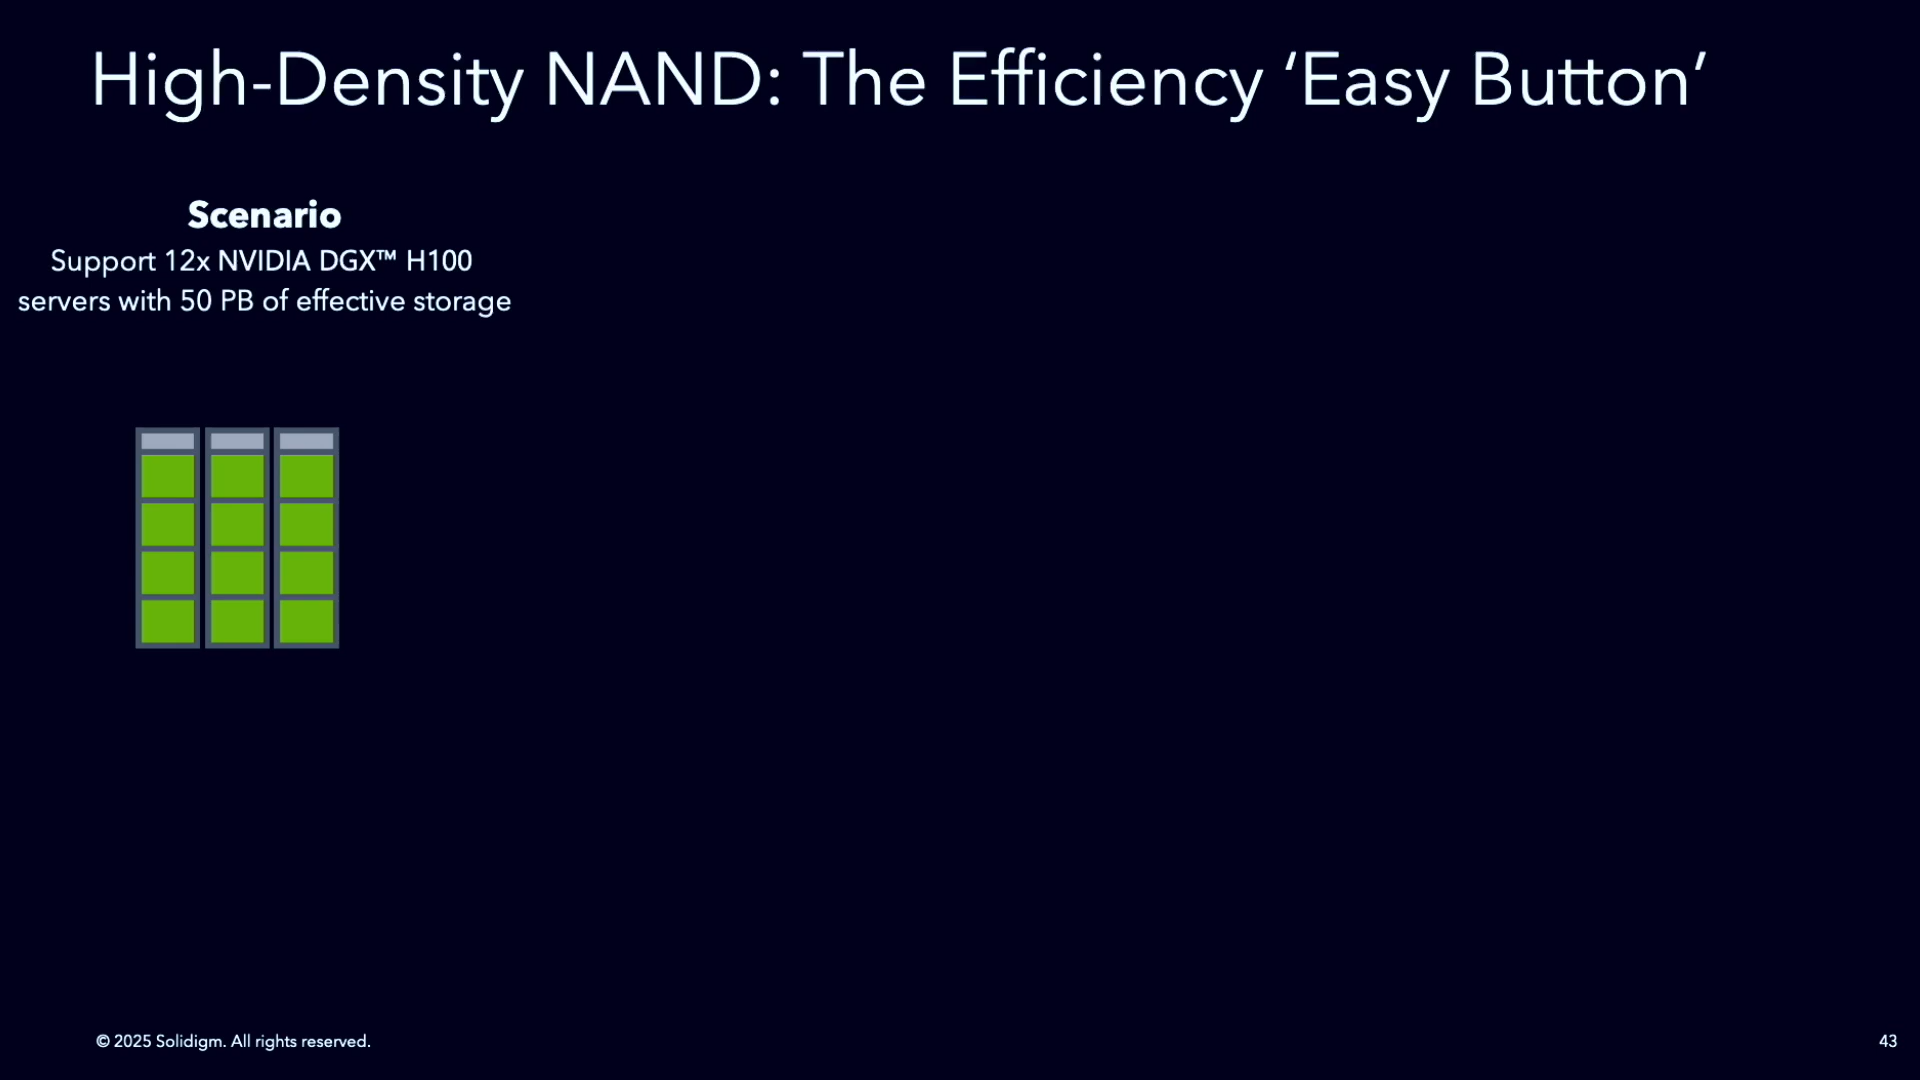 High-Density NAND: The Efficiency ‘Easy Button’
Scenario
Support 12x NVIDIA DGX™ H100
servers with 50 PB of effective storage
© 2025 Solidigm. All rights reserved.
43